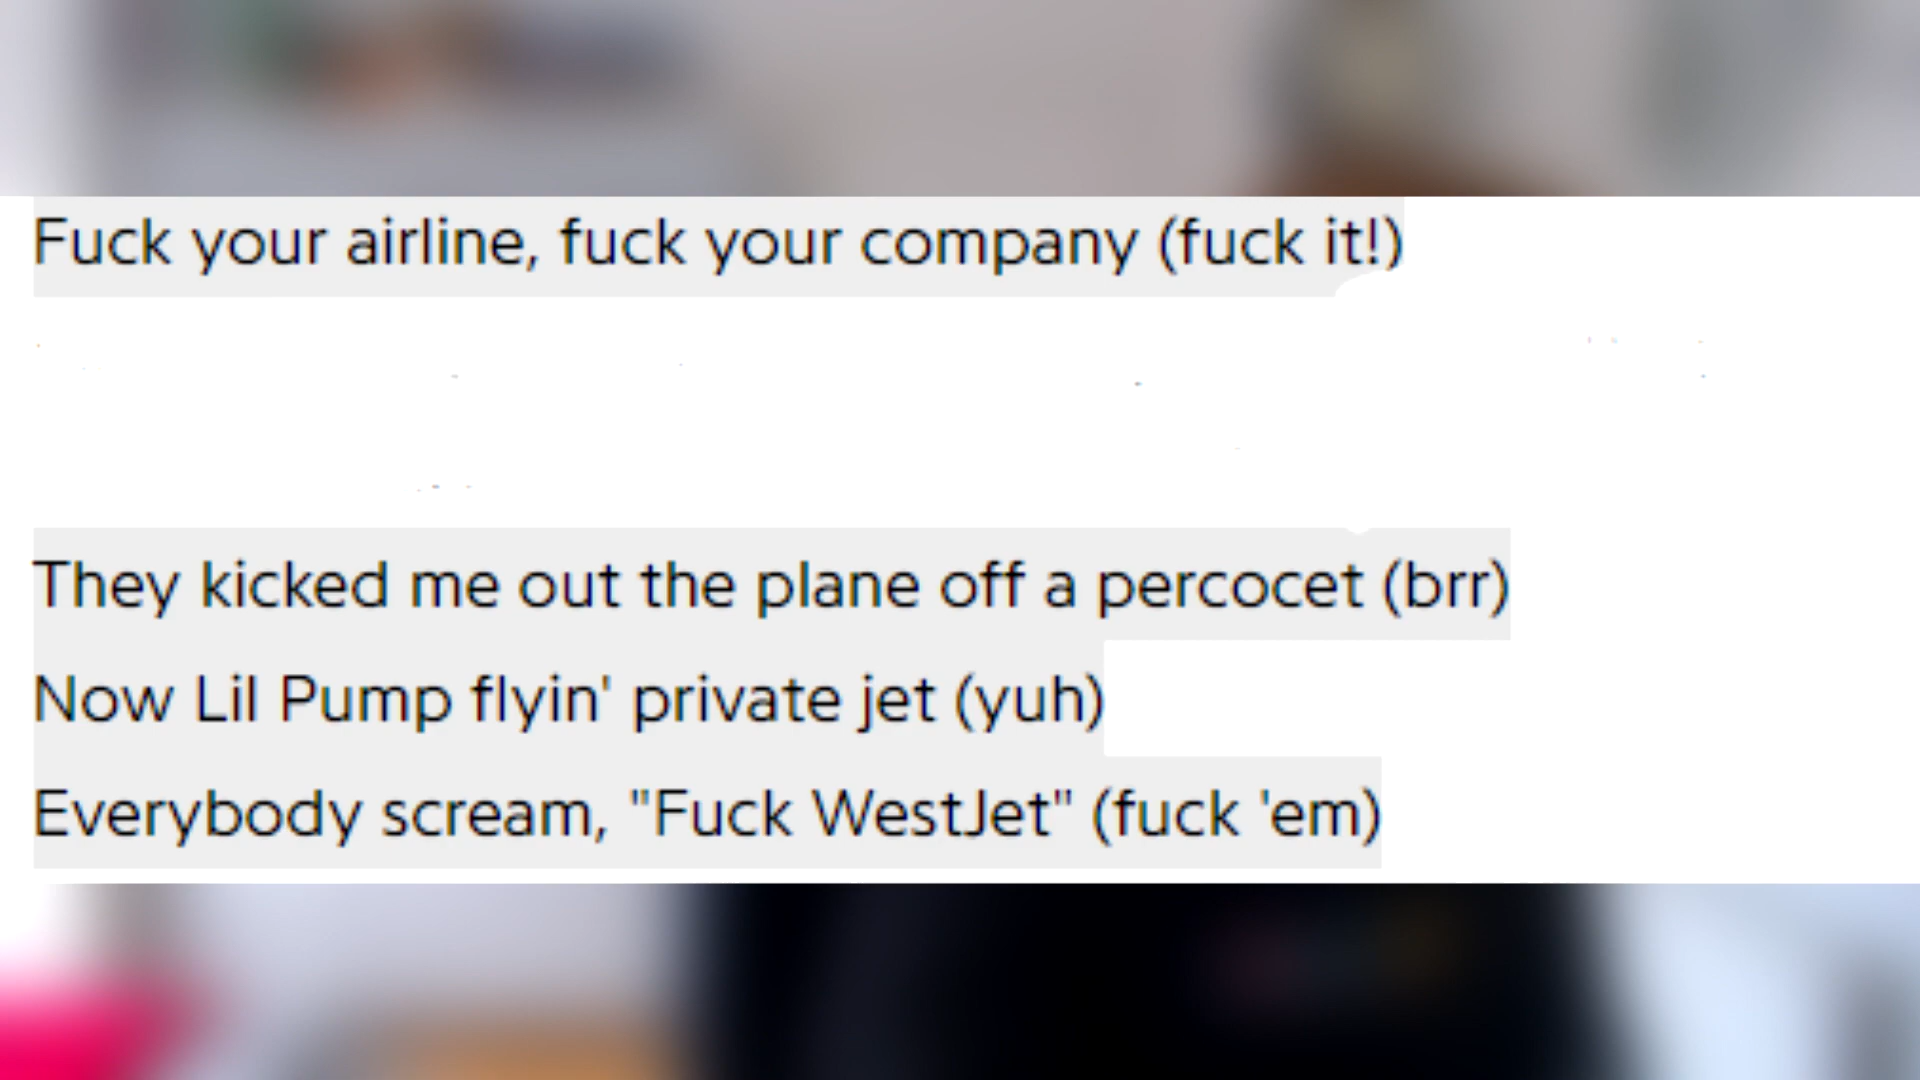 Fuck your airline, fuck your company (fuck it!)
They kicked me out the plane off a percocet (brr)
Now Lil Pump flyin' private jet (yuh)
Everybody scream, "Fuck WestJet" (fuck 'em)